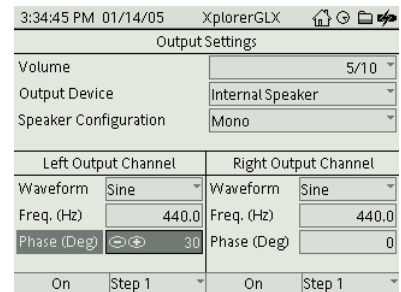 3:34:45 PM 01/14/05 XplorerGLX
Output Settings
Volume 5/10
Output Device Internal Speaker
Speaker Configuration Mono
Left Output Channel Right Output Channel
Waveform Sine Waveform Sine
Freq. (Hz) 440.0 Freq. (Hz) 440.0
Phase (Deg) 30 Phase (Deg) 0
On Step 1 On Step 1